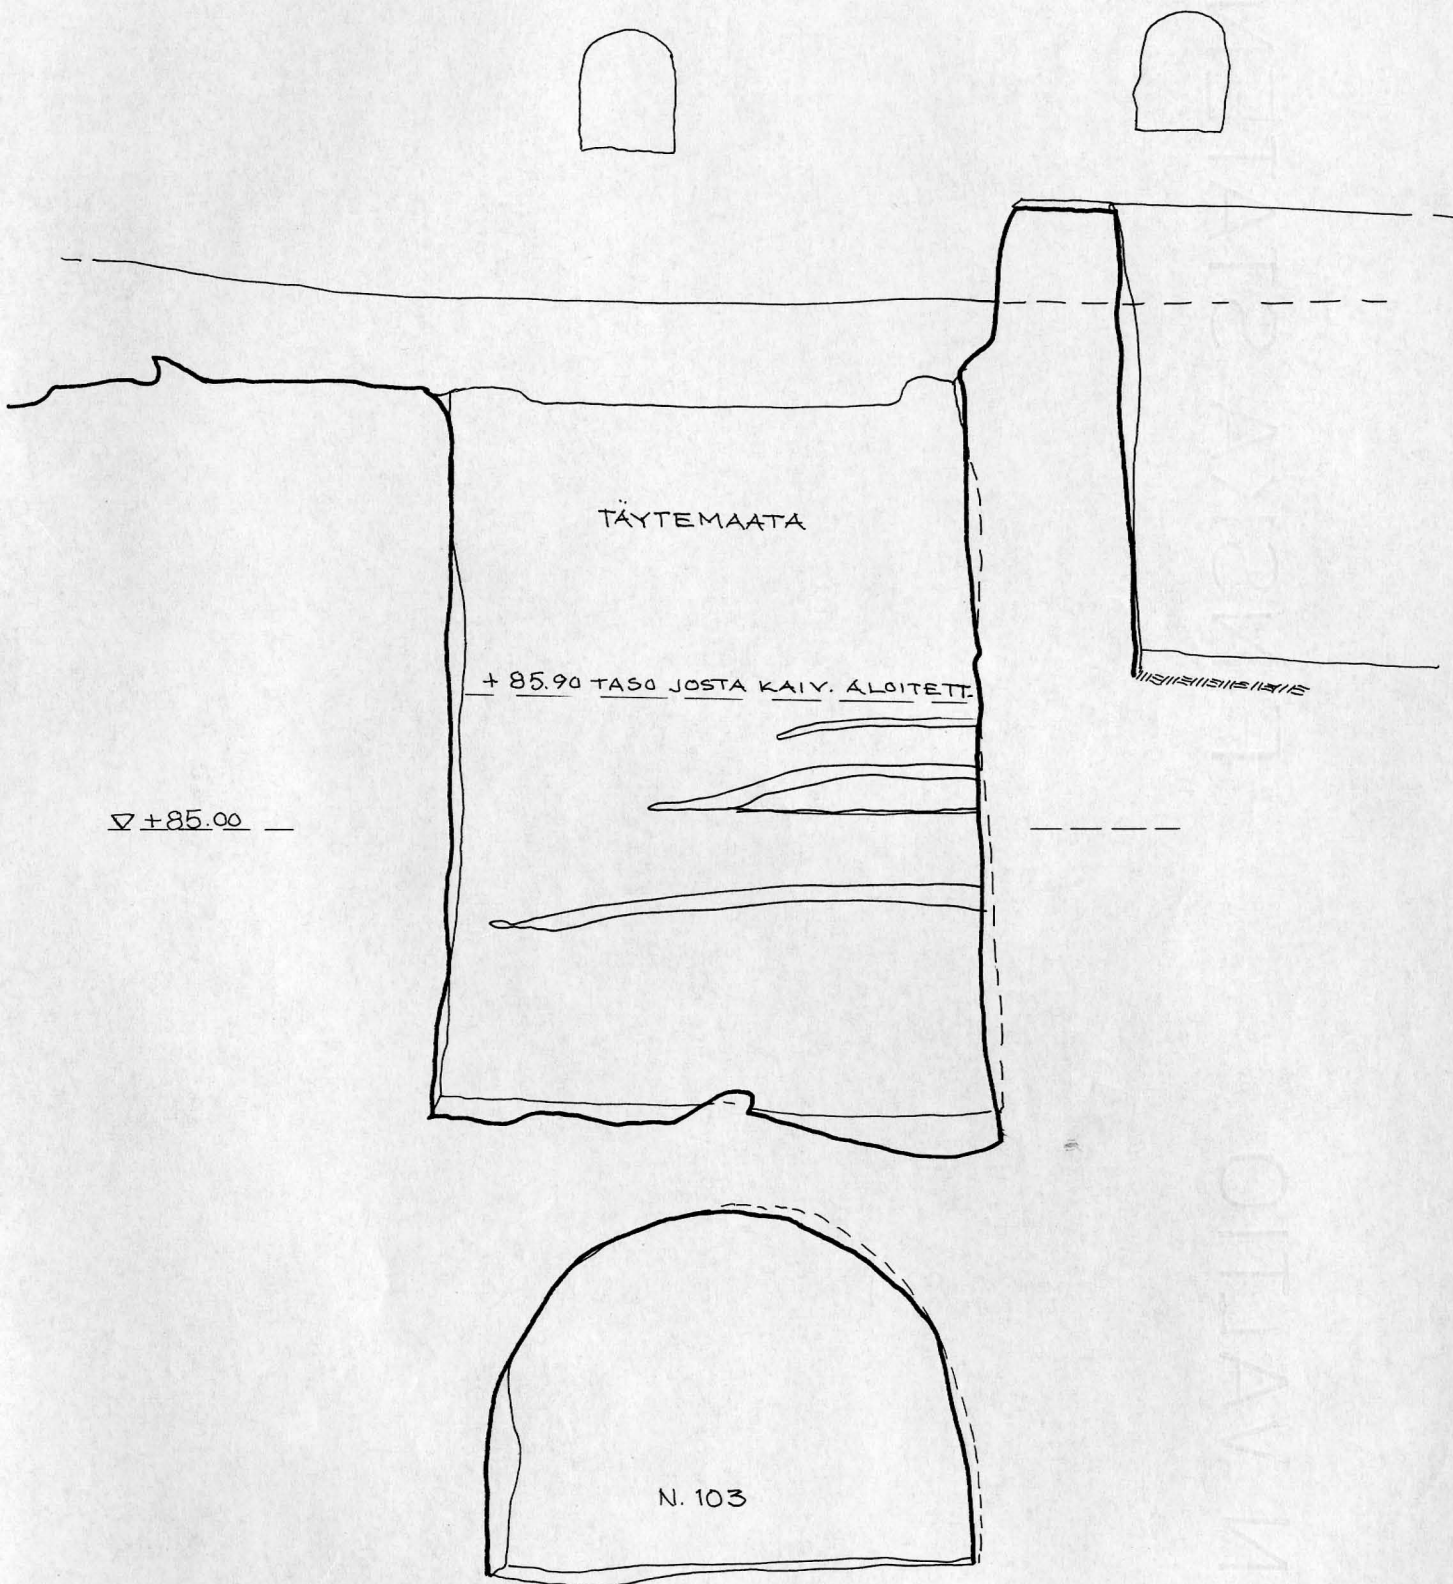 TÄYTEMAATA
+ 85.90 TASO JOSTA KAIV. ALOITETT.
▽ +85.00
N. 103